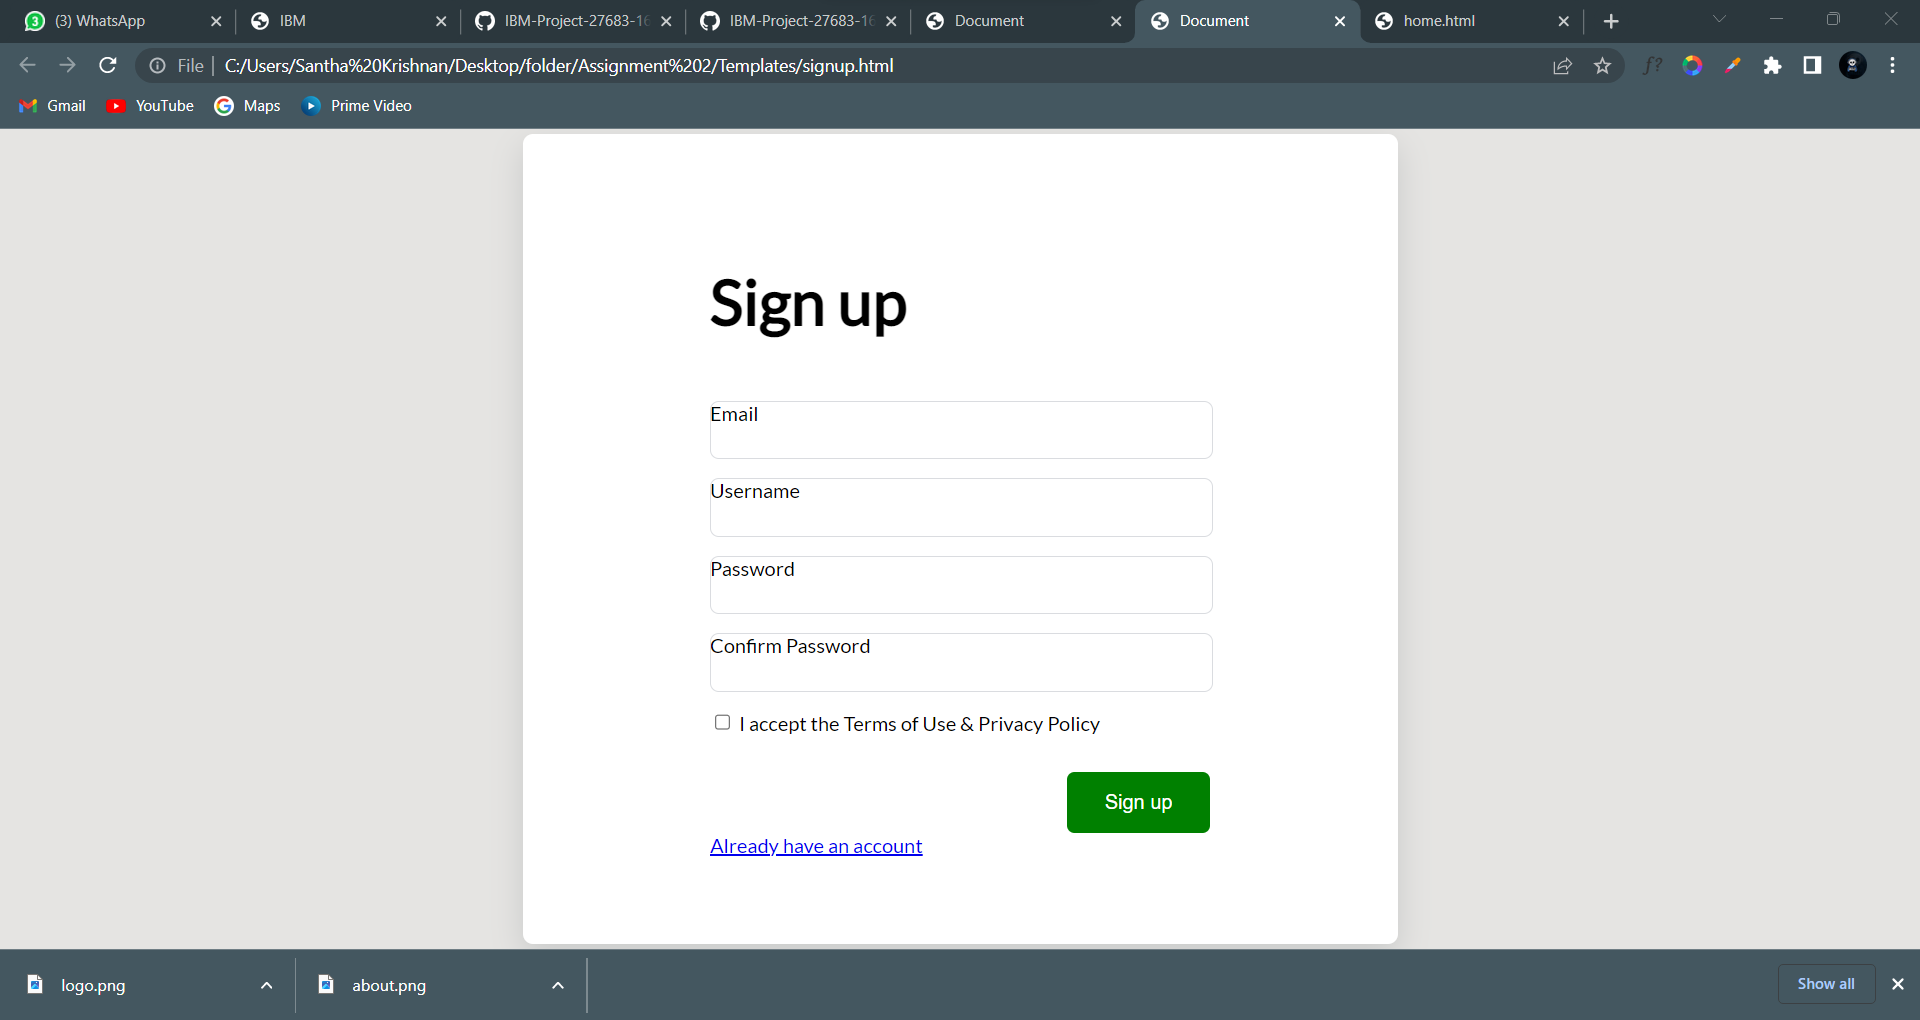 3 (3) WhatsApp
IBM
IBM-Project-27683-16
IBM-Project-27683-16
Document
Document
home.html
File C:/Users/Santha%20Krishnan/Desktop/folder/Assignment%202/Templates/signup.html
f?
Gmail YouTube Maps Prime Video
Sign up
Email
Username
Password
Confirm Password
I accept the Terms of Use & Privacy Policy
Sign up
Already have an account
logo.png
about.png
Show all